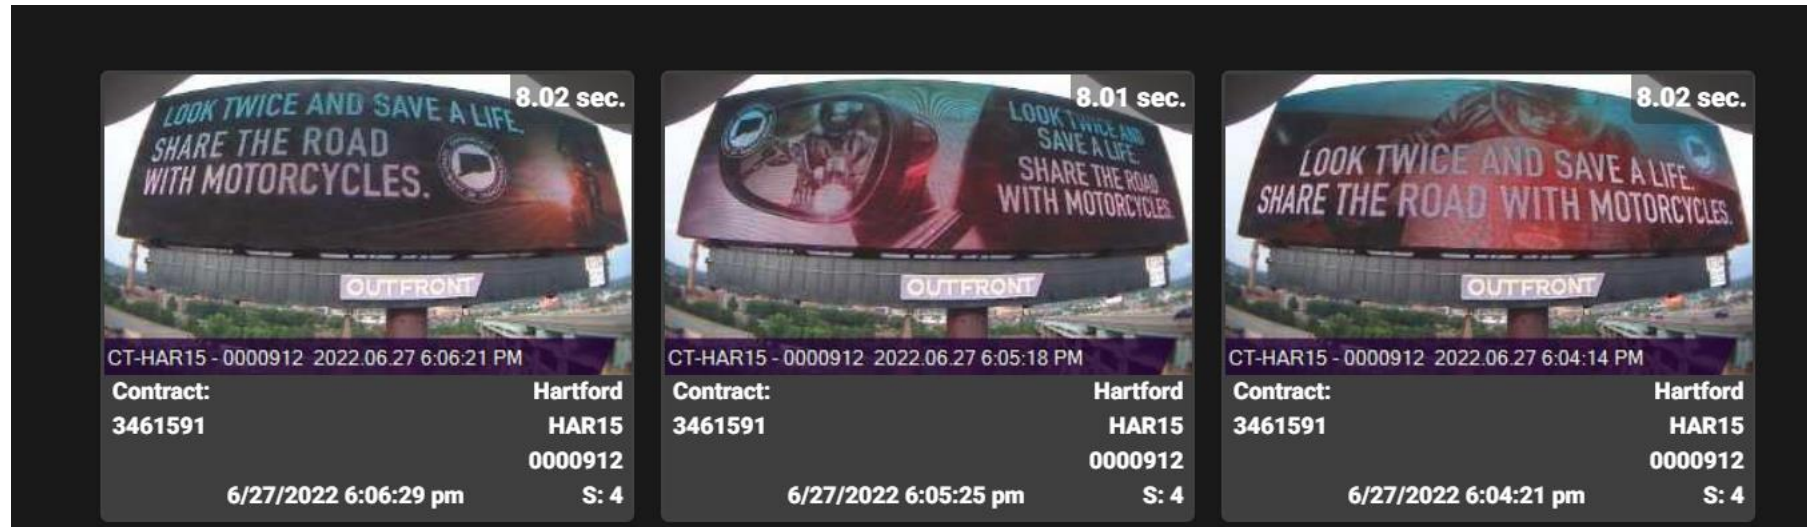 8.02 sec.
LOOK TWICE AND SAVE A LIFE.
SHARE THE ROAD
WITH MOTORCYCLES.
OUTFRONT
CT-HAR15 - 0000912 2022.06.27 6:06:21 PM
Contract: Hartford
3461591 HAR15
0000912
6/27/2022 6:06:29 pm S: 4
8.01 sec.
LOOK TWICE AND
SAVE A LIFE.
SHARE THE ROAD
WITH MOTORCYCLES.
OUTFRONT
CT-HAR15 - 0000912 2022.06.27 6:05:18 PM
Contract: Hartford
3461591 HAR15
0000912
6/27/2022 6:05:25 pm S: 4
8.02 sec.
LOOK TWICE AND SAVE A LIFE.
SHARE THE ROAD WITH MOTORCYCLES.
OUTFRONT
CT-HAR15 - 0000912 2022.06.27 6:04:14 PM
Contract: Hartford
3461591 HAR15
0000912
6/27/2022 6:04:21 pm S: 4